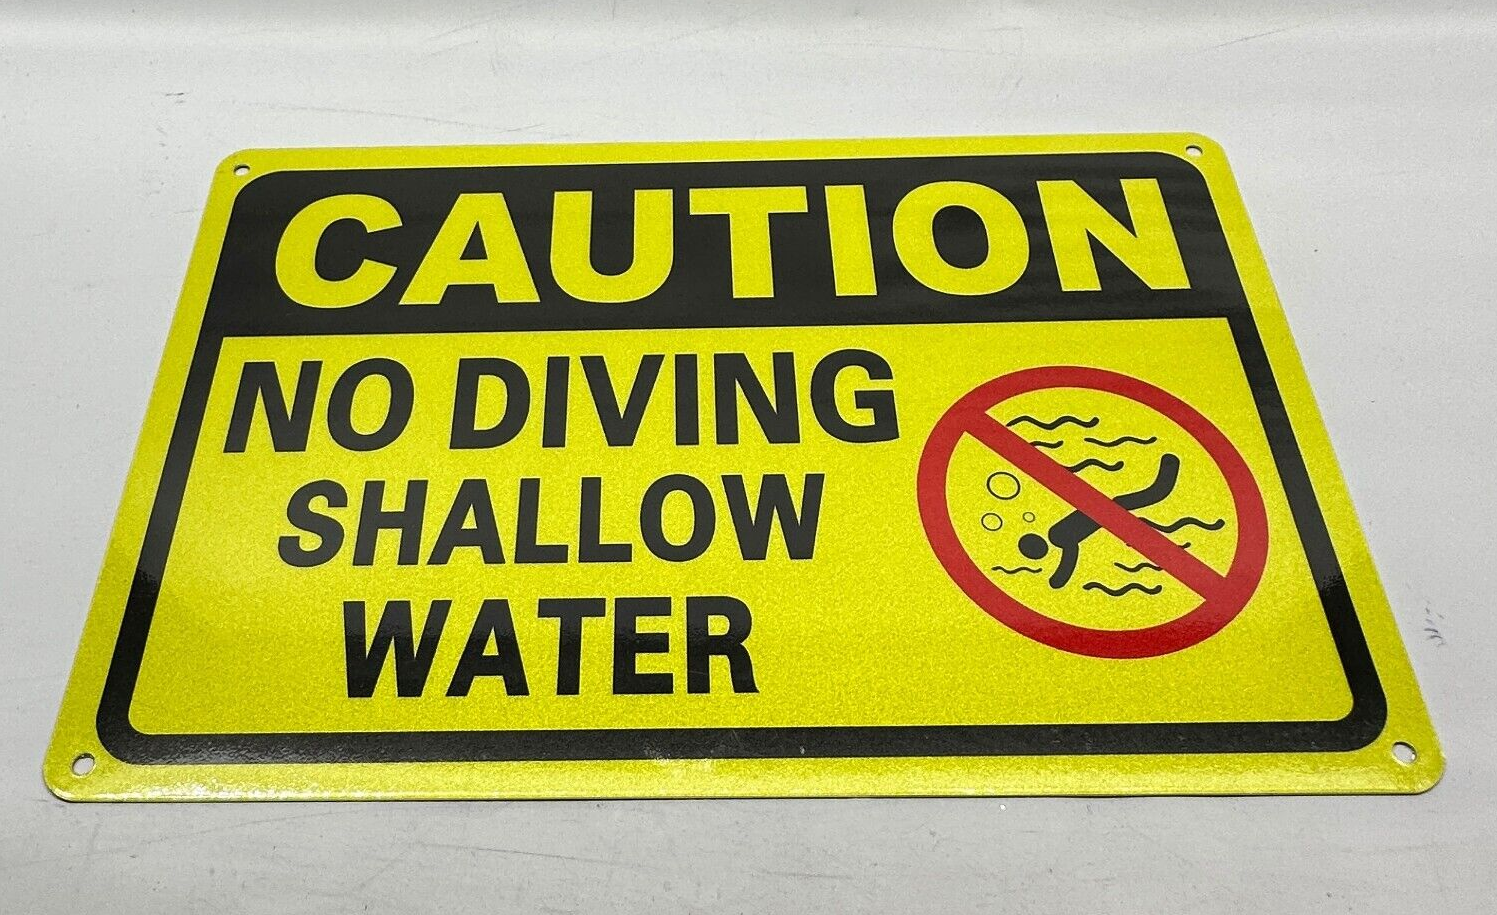 CAUTION
NO DIVING
SHALLOW
WATER